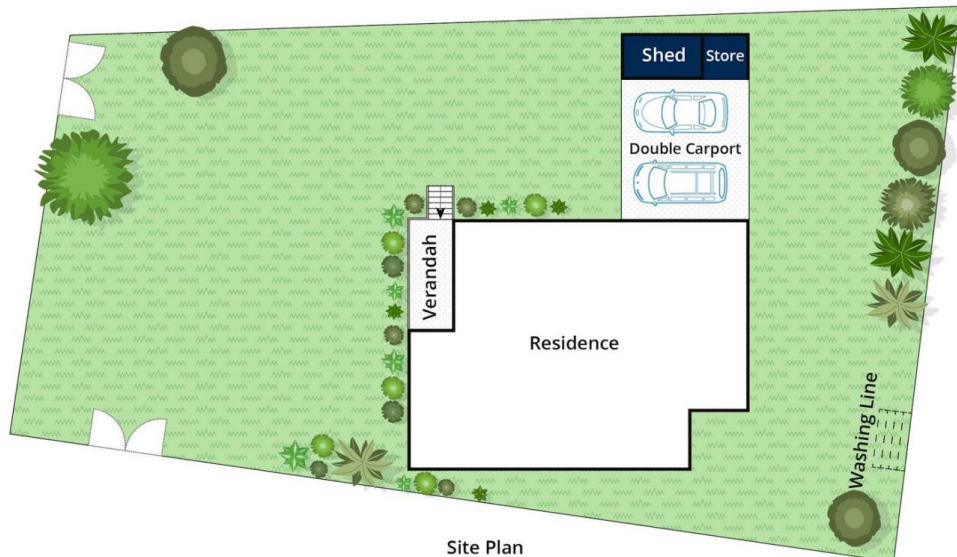 Shed
Store
Double Carport
Verandah
Residence
Washing Line
Site Plan